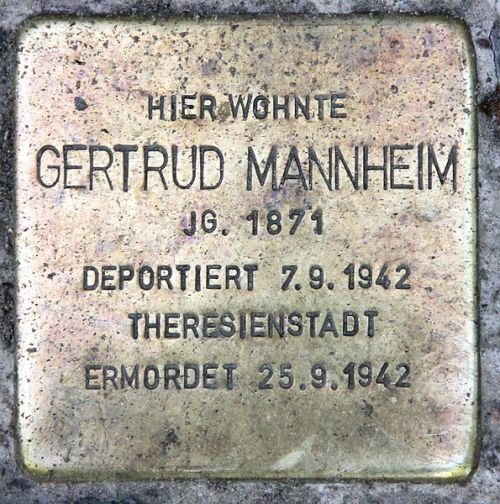 HIER WOHNTE
GERTRUD MANNHEIM
JG. 1871
DEPORTIERT 7.9.1942
THERESIENSTADT
ERMORDET 25.9.1942